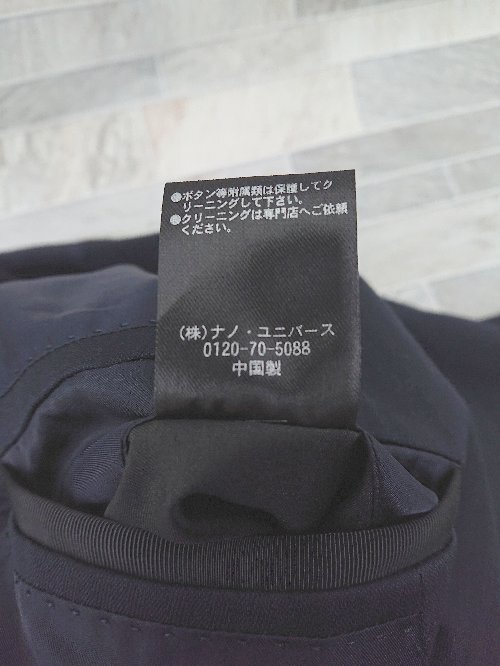 ●ボタン等附属類は保護してク
リーニングして下さい。
●クリーニングは専門店へご依頼
ください。
(株)ナノ・ユニバース
0120-70-5088
中国製